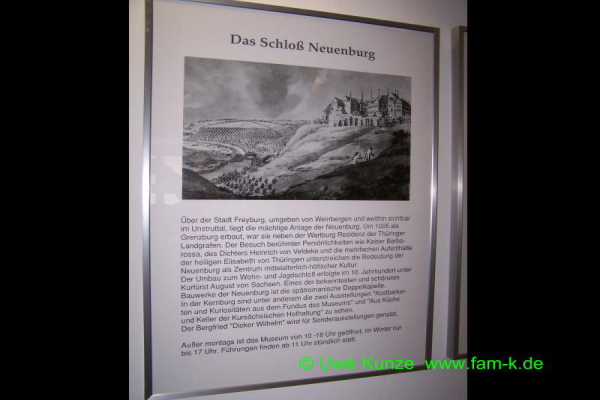 Das Schloß Neuenburg
Über der Stadt Freyburg, umgeben von Weinbergen und weithin sichtbar
im Unstruttal, liegt die mächtige Anlage der Neuenburg. Um 1065 als
Grenzburg erbaut, war sie neben der Wartburg Residenz der Thüringer
Landgrafen. Der Besuch berühmter Persönlichkeiten wie Kaiser Barba-
rossa, des Dichters Heinrich von Veldeke und die mehrfachen Aufenthalte
der heiligen Elisabeth von Thüringen unterstreichen die Bedeutung der
Neuenburg als Zentrum mittelalterlich-höfischer Kultur.
Der Umbau zum Wohn- und Jagdschloß erfolgte im 16. Jahrhundert unter
Kurfürst August von Sachsen. Eines der bekanntesten und schönsten
Bauwerke der Neuenburg ist die spätromanische Doppelkapelle.
In der Kernburg sind unter anderem die zwei Ausstellungen "Kostbarkei-
ten und Kuriositäten aus dem Fundus des Museums" und "Aus Küche
und Keller der Kursächsischen Hofhaltung" zu sehen.
Der Bergfried "Dicker Wilhelm" wird für Sonderausstellungen genutzt.
Außer montags ist das Museum von 10 -18 Uhr geöffnet, im Winter nur
bis 17 Uhr. Führungen finden ab 11 Uhr stündlich statt.
© Uwe Kunze www.fam-k.de